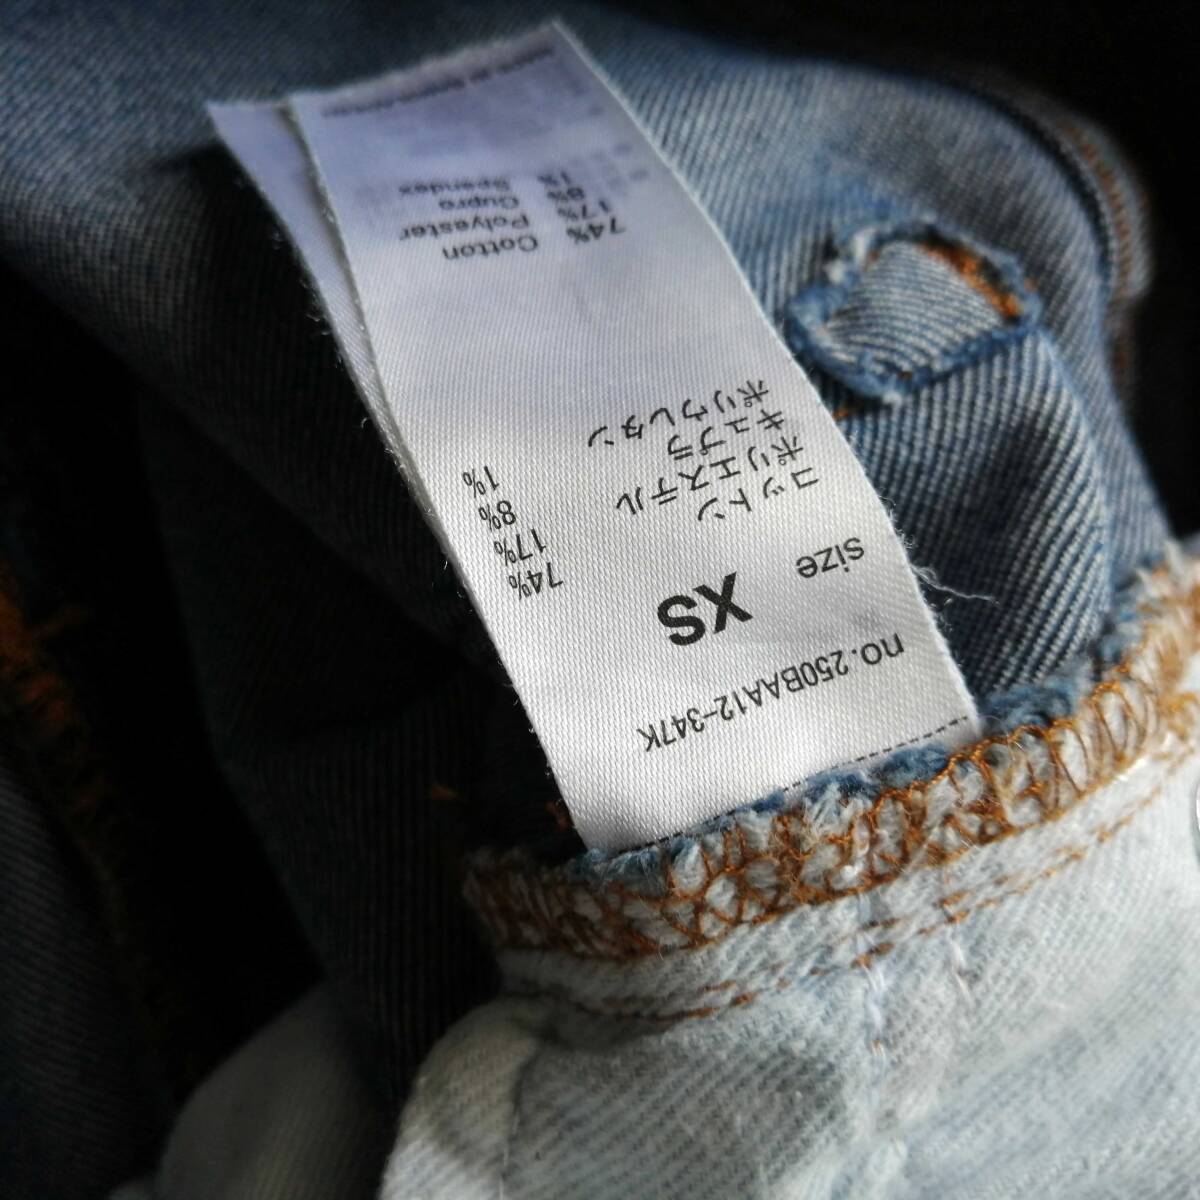 no.250BAA12-347K
size XS
コットン 74%
ポリエステル 17%
キュプラ 8%
ポリウレタン 1%
74% Cotton
17% Polyester
8% Cupro
1% Spandex